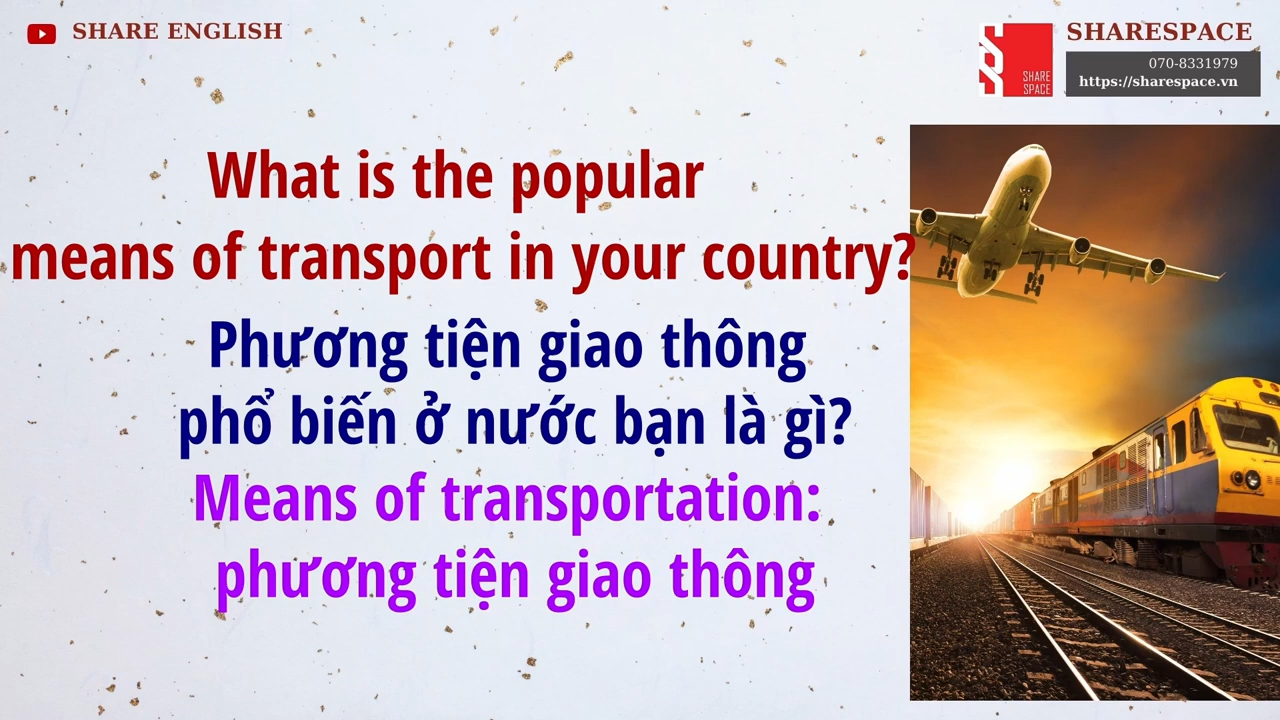 SHARE ENGLISH
SHARE
SPACE
SHARESPACE
070-8331979
https://sharespace.vn
What is the popular
means of transport in your country?
Phương tiện giao thông
phổ biến ở nước bạn là gì?
Means of transportation:
phương tiện giao thông